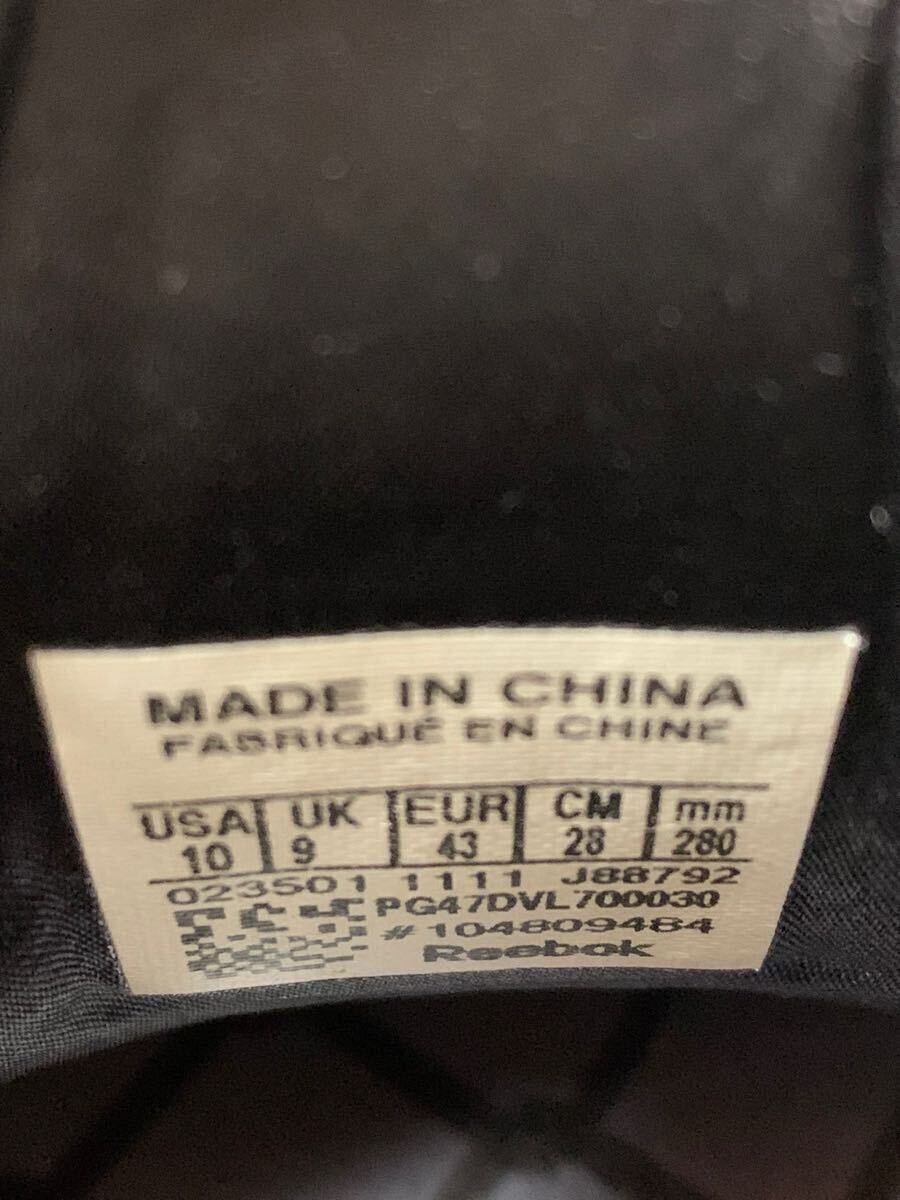 MADE IN CHINA
FABRIQUÉ EN CHINE
USA UK EUR CM mm
10 9 43 28 280
023501 1111 J88792
PG47DVL700030
#104809484
Reebok